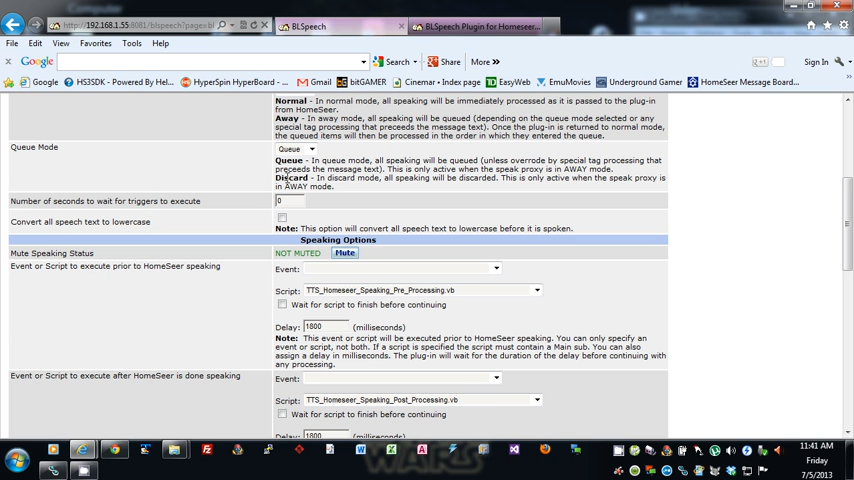 Computer
http://192.168.1.55:8081/blspeech?page=bl
BLSpeech
BLSpeech Plugin for Homeseer...
File Edit View Favorites Tools Help
Google
Search
Share
More »
Sign In
Google
HS3SDK - Powered By Hel...
HyperSpin HyperBoard - ...
Gmail
bitGAMER
Cinemar • Index page
EasyWeb
EmuMovies
Underground Gamer
HomeSeer Message Board...
Normal - In normal mode, all speaking will be immediately processed as it is passed to the plug-in
from HomeSeer.
Away - In away mode, all speaking will be queued (depending on the queue mode selected or any
special tag processing that preceeds the message text). Once the plug-in is returned to normal mode,
the queued items will then be processed in the order in which they entered the queue.
Queue Mode
Queue
Queue - In queue mode, all speaking will be queued (unless overrode by special tag processing that
preceeds the message text). This is only active when the speak proxy is in AWAY mode.
Discard - In discard mode, all speaking will be discarded. This is only active when the speak proxy is
in AWAY mode.
Number of seconds to wait for triggers to execute
0
Convert all speech text to lowercase
Note: This option will convert all speech text to lowercase before it is spoken.
Speaking Options
Mute Speaking Status
NOT MUTED
Mute
Event or Script to execute prior to HomeSeer speaking
Event:
Script: TTS_Homeseer_Speaking_Pre_Processing.vb
Wait for script to finish before continuing
Delay: 1800 (milliseconds)
Note: This event or script will be executed prior to HomeSeer speaking. You can only specify an
event or script, not both. If a script is specified the script must contain a Main sub. You can also
assign a delay in milliseconds. The plug-in will wait for the duration of the delay before continuing with
any processing.
Event or Script to execute after HomeSeer is done speaking
Event:
Script: TTS_Homeseer_Speaking_Post_Processing.vb
Wait for script to finish before continuing
Delay: 1800 (milliseconds)
WARS
11:41 AM
Friday
7/5/2013